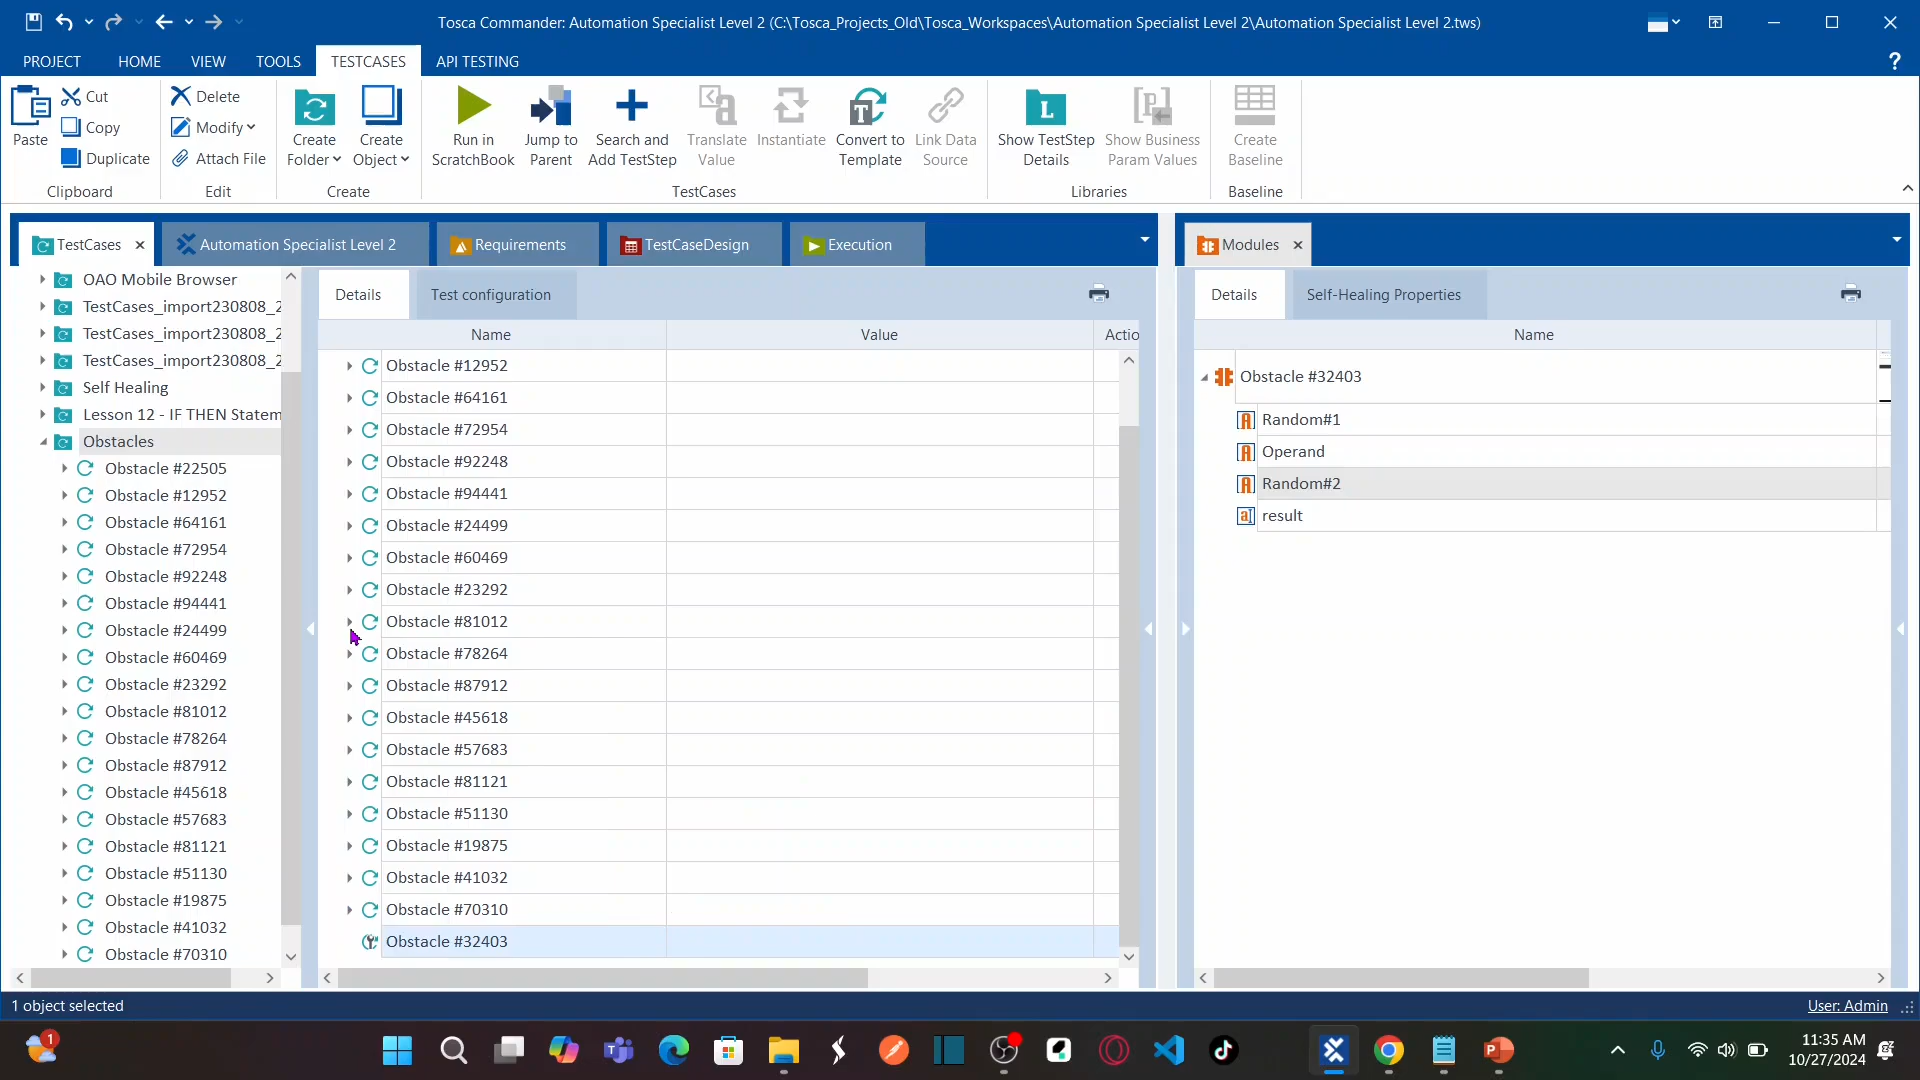 Tosca Commander: Automation Specialist Level 2 (C:\Tosca_Projects_Old\Tosca_Workspaces\Automation Specialist Level 2\Automation Specialist Level 2.tws)
PROJECT HOME VIEW TOOLS TESTCASES API TESTING ?
Paste
Cut
Copy
Duplicate
Clipboard
Delete
Modify
Attach File
Edit
Create Folder
Create Object
Create
Run in ScratchBook
Jump to Parent
Search and Add TestStep
Translate Value
Instantiate
Convert to Template
Link Data Source
TestCases
Show TestStep Details
Show Business Param Values
Libraries
Create Baseline
Baseline
TestCases Automation Specialist Level 2 Requirements TestCaseDesign Execution
OAO Mobile Browser
TestCases_import230808_2
TestCases_import230808_2
TestCases_import230808_2
Self Healing
Lesson 12 - IF THEN Statem
Obstacles
Obstacle #22505
Obstacle #12952
Obstacle #64161
Obstacle #72954
Obstacle #92248
Obstacle #94441
Obstacle #24499
Obstacle #60469
Obstacle #23292
Obstacle #81012
Obstacle #78264
Obstacle #87912
Obstacle #45618
Obstacle #57683
Obstacle #81121
Obstacle #51130
Obstacle #19875
Obstacle #41032
Obstacle #70310
Details Test configuration
Name Value Actio
Obstacle #12952
Obstacle #64161
Obstacle #72954
Obstacle #92248
Obstacle #94441
Obstacle #24499
Obstacle #60469
Obstacle #23292
Obstacle #81012
Obstacle #78264
Obstacle #87912
Obstacle #45618
Obstacle #57683
Obstacle #81121
Obstacle #51130
Obstacle #19875
Obstacle #41032
Obstacle #70310
Obstacle #32403
Modules
Details Self-Healing Properties
Name
Obstacle #32403
Random#1
Operand
Random#2
result
1 object selected
User: Admin
1
11:35 AM
10/27/2024